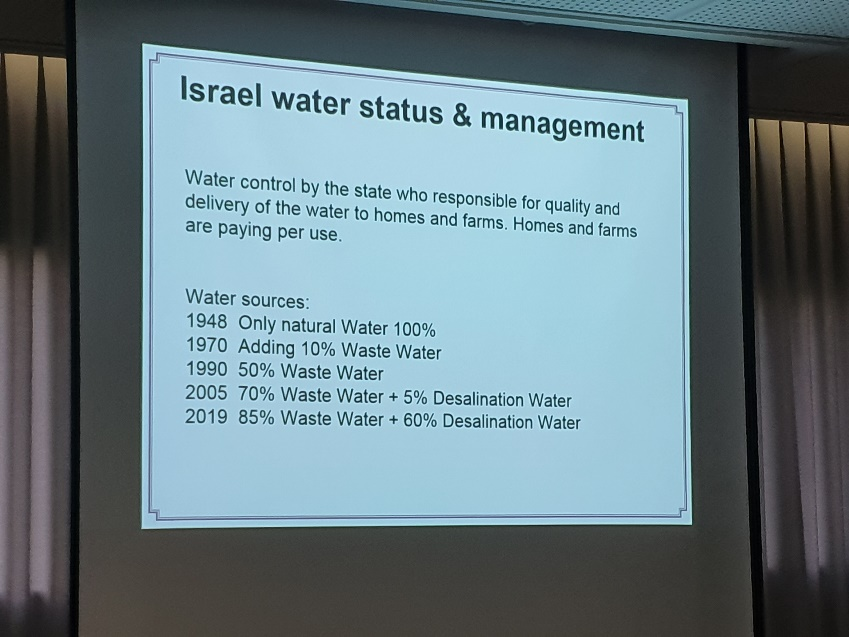 Israel water status & management
Water control by the state who responsible for quality and
delivery of the water to homes and farms. Homes and farms
are paying per use.
Water sources:
1948 Only natural Water 100%
1970 Adding 10% Waste Water
1990 50% Waste Water
2005 70% Waste Water + 5% Desalination Water
2019 85% Waste Water + 60% Desalination Water